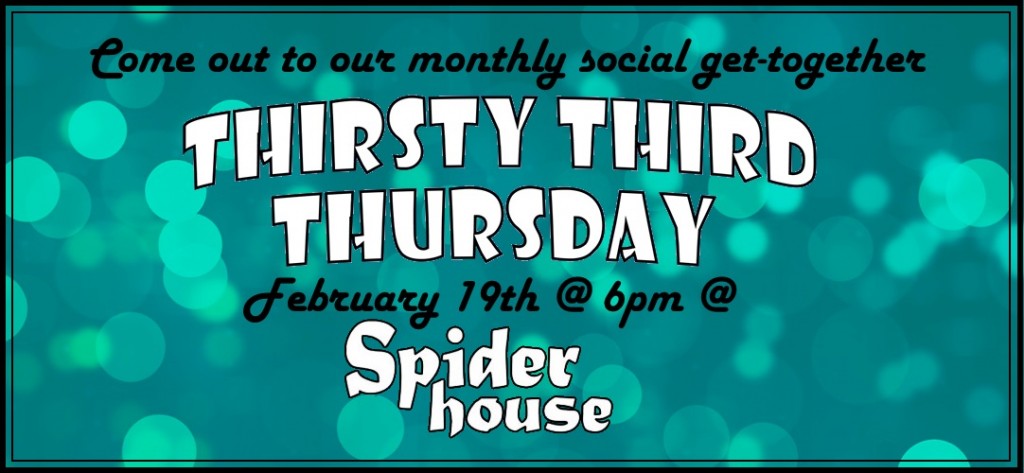 Come out to our monthly social get-together
THIRSTY THIRD
THURSDAY
February 19th @ 6pm @
Spider
house